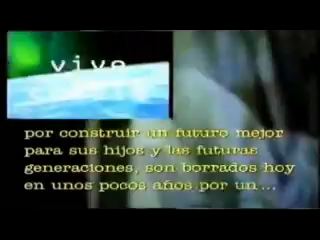 vive
por construir un futuro mejor
para sus hijos y las futuras
generaciones, son borrados hoy
en unos pocos años por un...